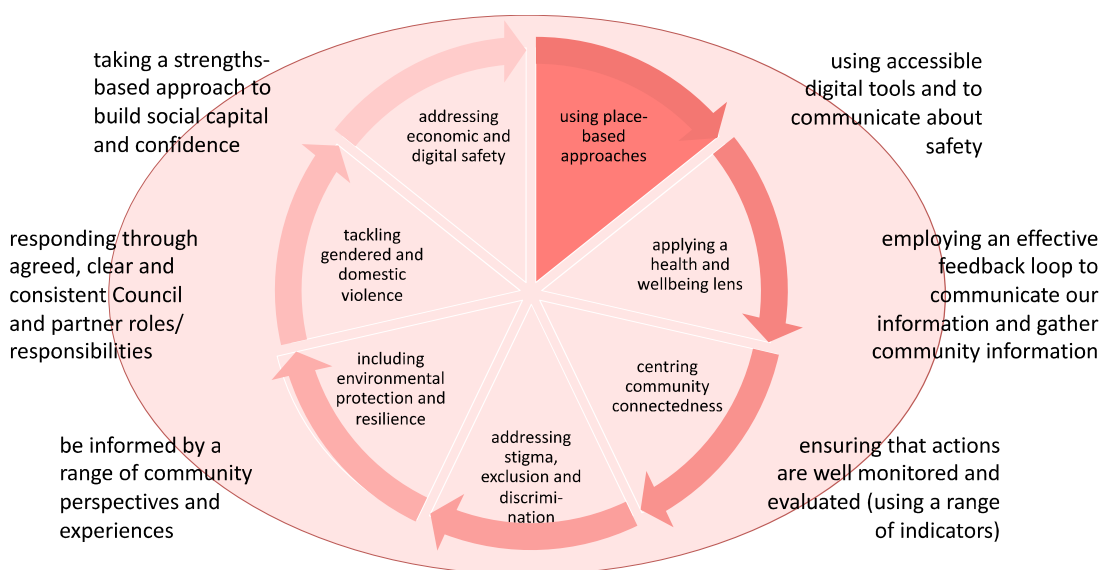 taking a strengths-
based approach to
build social capital
and confidence
responding through
agreed, clear and
consistent Council
and partner roles/
responsibilities
be informed by a
range of community
perspectives and
experiences
addressing
economic and
digital safety
using place-
based
approaches
applying a
health and
wellbeing lens
centring
community
connectedness
addressing
stigma,
exclusion and
discrimi-
nation
including
environmental
protection and
resilience
tackling
gendered and
domestic
violence
using accessible
digital tools and to
communicate about
safety
employing an effective
feedback loop to
communicate our
information and gather
community information
ensuring that actions
are well monitored and
evaluated (using a range
of indicators)